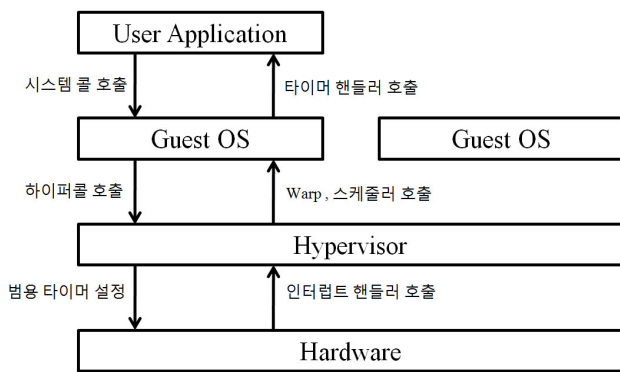 User Application
시스템 콜 호출
타이머 핸들러 호출
Guest OS
Guest OS
하이퍼콜 호출
Warp , 스케줄러 호출
Hypervisor
범용 타이머 설정
인터럽트 핸들러 호출
Hardware